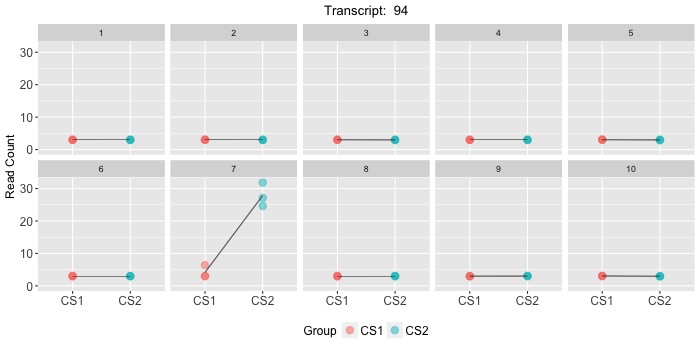 Transcript: 94
1 2 3 4 5
30
20
10
0
Read Count
6 7 8 9 10
30
20
10
0
CS1 CS2 CS1 CS2 CS1 CS2 CS1 CS2 CS1 CS2
Group CS1 CS2